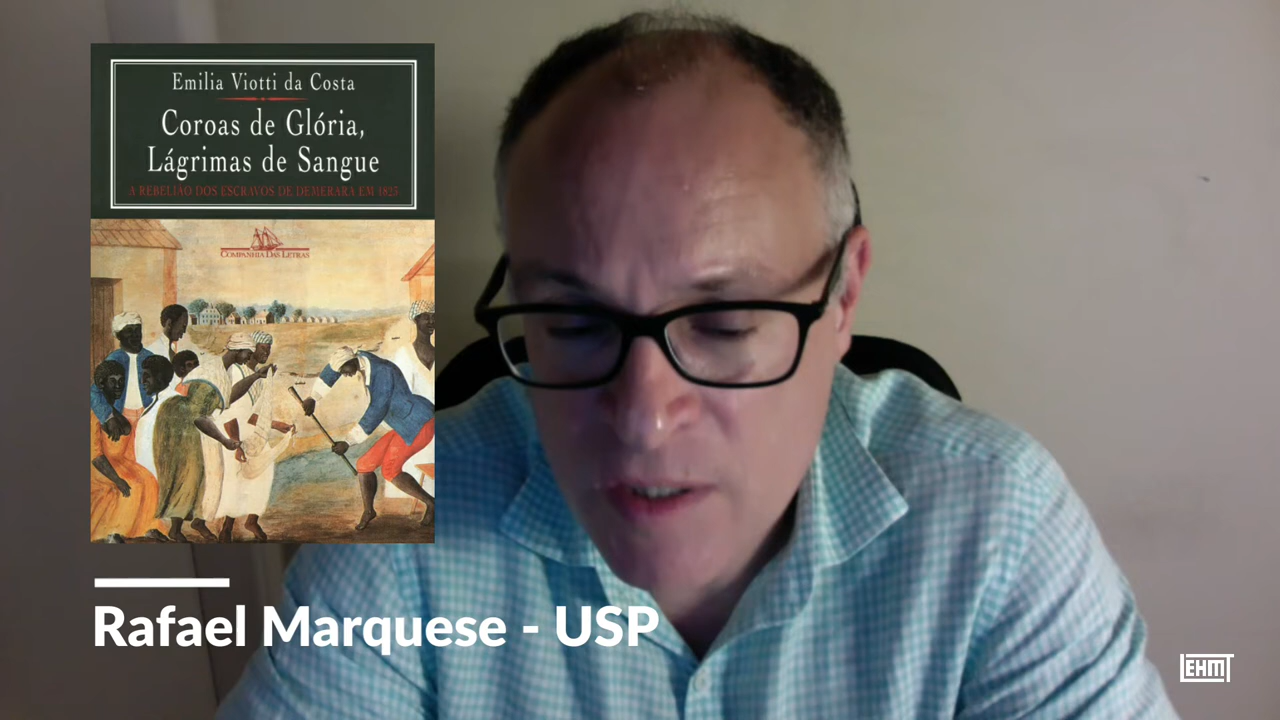 Emilia Viotti da Costa
Coroas de Glória,
Lágrimas de Sangue
A REBELIÃO DOS ESCRAVOS DE DEMERARA EM 1823
COMPANHIA DAS LETRAS
Rafael Marquese - USP
LEHMT